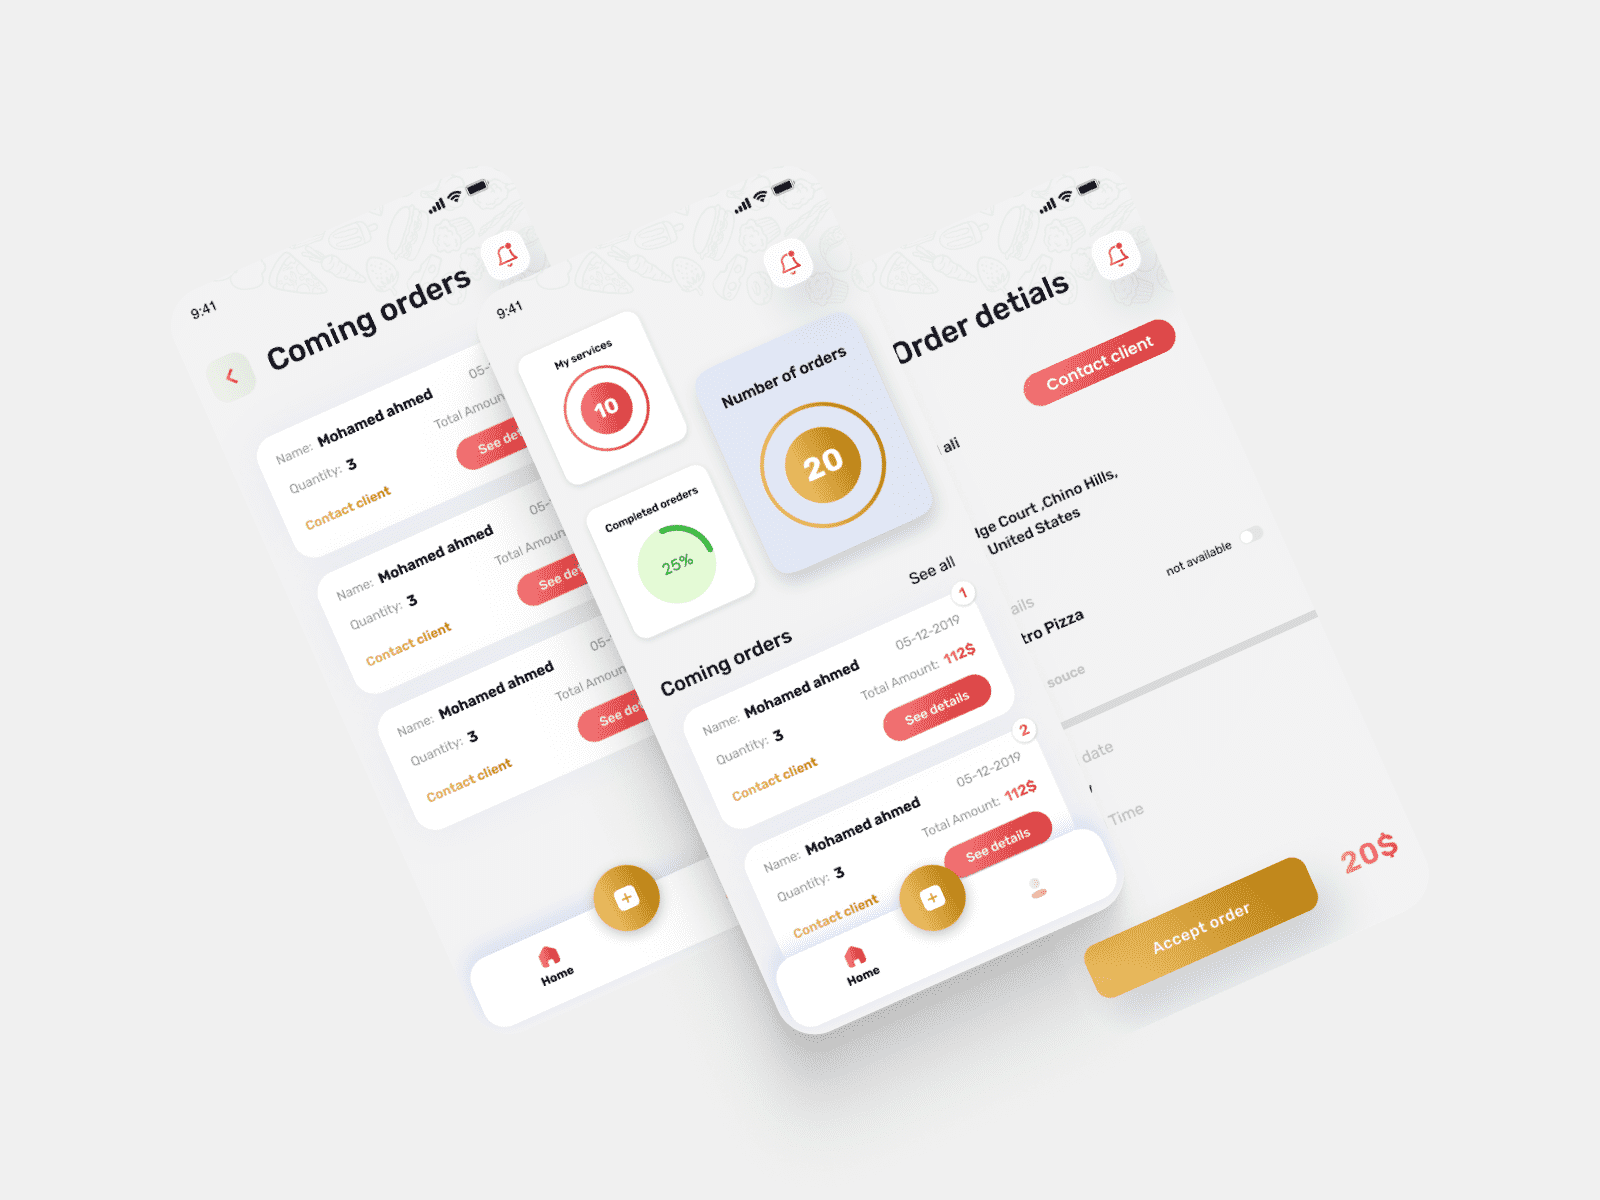 9:41
Coming orders
Name: Mohamed ahmed
05-
Total Amoun
Quantity: 3
See deta
Contact client
Name: Mohamed ahmed
05-
Total Amoun
Quantity: 3
See det
Contact client
Name: Mohamed ahmed
05-
Total Amoun
Quantity: 3
See de
Contact client
Home
9:41
My services
10
Number of orders
20
Completed oreders
25%
See all
Coming orders
1
05-12-2019
Name: Mohamed ahmed
Total Amount: 112$
Quantity: 3
See details
Contact client
2
05-12-2019
Name: Mohamed ahmed
Total Amount: 112$
Quantity: 3
See details
Contact client
Home
Order detials
Contact client
ali
lge Court ,Chino Hills,
United States
not available
ails
tro Pizza
souce
date
Time
20$
Accept order